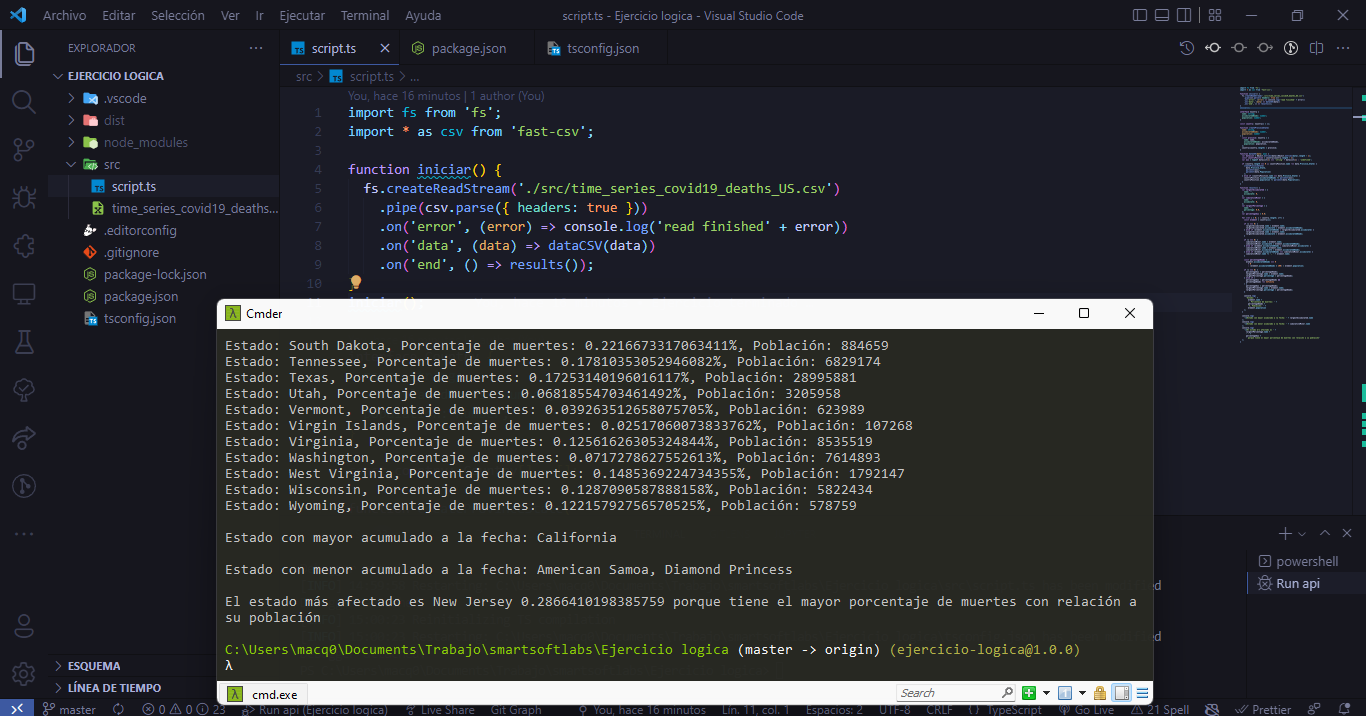 Archivo Editar Selección Ver Ir Ejecutar Terminal Ayuda
script.ts - Ejercicio logica - Visual Studio Code
EXPLORADOR
EJERCICIO LOGICA
.vscode
dist
node_modules
src
script.ts
time_series_covid19_deaths...
.editorconfig
.gitignore
package-lock.json
package.json
tsconfig.json
ESQUEMA
LÍNEA DE TIEMPO
script.ts package.json tsconfig.json
src > script.ts > ...
You, hace 16 minutos | 1 author (You)
1 import fs from 'fs';
2 import * as csv from 'fast-csv';
3
4 function iniciar() {
5 fs.createReadStream('./src/time_series_covid19_deaths_US.csv')
6 .pipe(csv.parse({ headers: true }))
7 .on('error', (error) => console.log('read finished' + error))
8 .on('data', (data) => dataCSV(data))
9 .on('end', () => results());
10 }
Cmder
Estado: South Dakota, Porcentaje de muertes: 0.2216673317063411%, Población: 884659
Estado: Tennessee, Porcentaje de muertes: 0.17810353052946082%, Población: 6829174
Estado: Texas, Porcentaje de muertes: 0.17253140196016117%, Población: 28995881
Estado: Utah, Porcentaje de muertes: 0.06818554703461492%, Población: 3205958
Estado: Vermont, Porcentaje de muertes: 0.039263512658075705%, Población: 623989
Estado: Virgin Islands, Porcentaje de muertes: 0.02517060073833762%, Población: 107268
Estado: Virginia, Porcentaje de muertes: 0.12561626305324844%, Población: 8535519
Estado: Washington, Porcentaje de muertes: 0.0717278627552613%, Población: 7614893
Estado: West Virginia, Porcentaje de muertes: 0.1485369224734355%, Población: 1792147
Estado: Wisconsin, Porcentaje de muertes: 0.1287090587888158%, Población: 5822434
Estado: Wyoming, Porcentaje de muertes: 0.12215792756570525%, Población: 578759
Estado con mayor acumulado a la fecha: California
Estado con menor acumulado a la fecha: American Samoa, Diamond Princess
El estado más afectado es New Jersey 0.2866410198385759 porque tiene el mayor porcentaje de muertes con relación a
su población
C:\Users\macq0\Documents\Trabajo\smartsoftlabs\Ejercicio logica (master -> origin) (ejercicio-logica@1.0.0)
λ
cmd.exe
Search
powershell
Run api
master 0 0 23 Run api (Ejercicio logica) Live Share Git Graph You, hace 16 minutos Lín. 11, col. 1 Espacios: 2 UTF-8 CRLF {} TypeScript Go Live 21 Spell Prettier